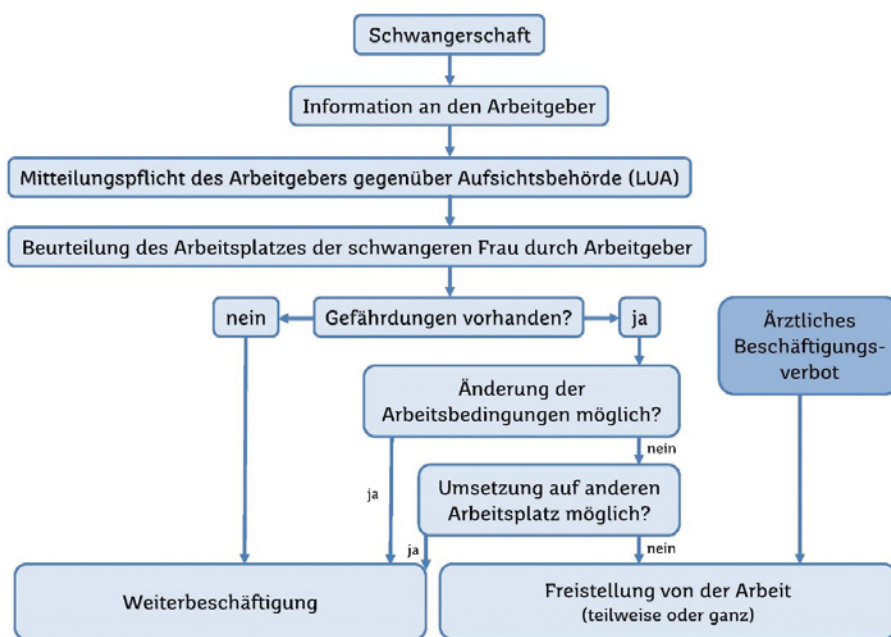 Schwangerschaft
Information an den Arbeitgeber
Mitteilungspflicht des Arbeitgebers gegenüber Aufsichtsbehörde (LUA)
Beurteilung des Arbeitsplatzes der schwangeren Frau durch Arbeitgeber
nein
Gefährdungen vorhanden?
ja
Ärztliches
Beschäftigungs-
verbot
Änderung der
Arbeitsbedingungen möglich?
nein
ja
Umsetzung auf anderen
Arbeitsplatz möglich?
ja
nein
Weiterbeschäftigung
Freistellung von der Arbeit
(teilweise oder ganz)